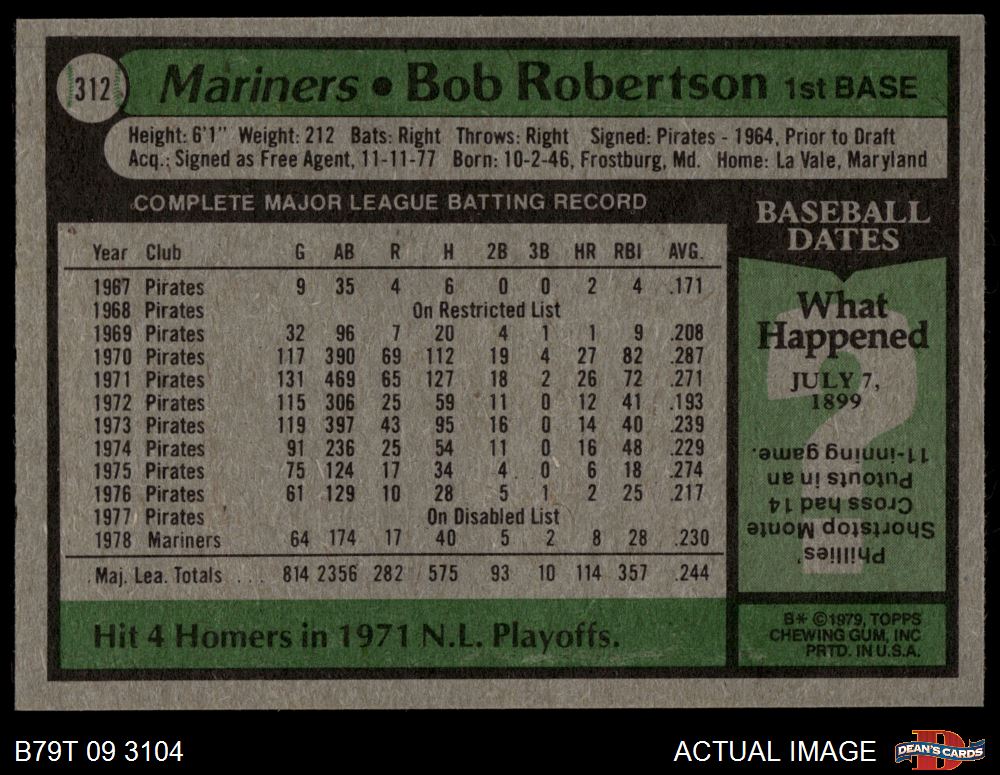 312
Mariners • Bob Robertson 1st BASE
Height: 6'1" Weight: 212 Bats: Right Throws: Right Signed: Pirates - 1964, Prior to Draft
Acq.: Signed as Free Agent, 11-11-77 Born: 10-2-46, Frostburg, Md. Home: La Vale, Maryland
COMPLETE MAJOR LEAGUE BATTING RECORD
Year Club G AB R H 2B 3B HR RBI AVG.
1967 Pirates 9 35 4 6 0 0 2 4 .171
1968 Pirates On Restricted List
1969 Pirates 32 96 7 20 4 1 1 9 .208
1970 Pirates 117 390 69 112 19 4 27 82 .287
1971 Pirates 131 469 65 127 18 2 26 72 .271
1972 Pirates 115 306 25 59 11 0 12 41 .193
1973 Pirates 119 397 43 95 16 0 14 40 .239
1974 Pirates 91 236 25 54 11 0 16 48 .229
1975 Pirates 75 124 17 34 4 0 6 18 .274
1976 Pirates 61 129 10 28 5 1 2 25 .217
1977 Pirates On Disabled List
1978 Mariners 64 174 17 40 5 2 8 28 .230
Maj. Lea. Totals . . . 814 2356 282 575 93 10 114 357 .244
Hit 4 Homers in 1971 N.L. Playoffs.
BASEBALL
DATES
What
Happened
JULY 7,
1899
?
Phillies'
Shortstop Monte
Cross had 14
Putouts in an
11-inning game.
B* ©1979, TOPPS
CHEWING GUM, INC
PRTD. IN U.S.A.
B79T 09 3104
ACTUAL IMAGE
DEAN'S CARDS